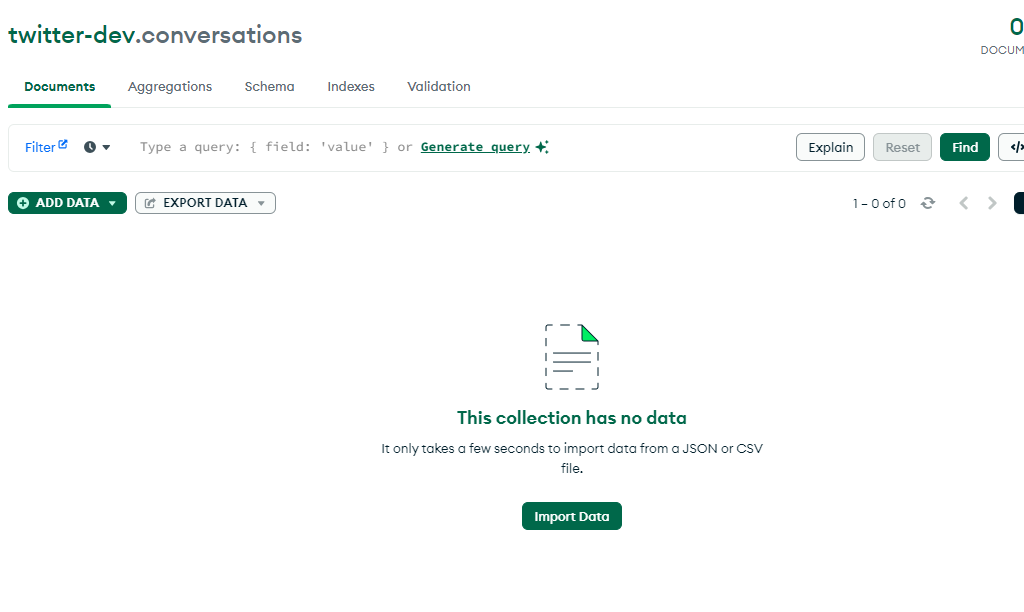 twitter-dev.conversations
0
DOCUM
Documents Aggregations Schema Indexes Validation
Filter Type a query: { field: 'value' } or Generate query Explain Reset Find </>
ADD DATA EXPORT DATA 1 – 0 of 0
This collection has no data
It only takes a few seconds to import data from a JSON or CSV
file.
Import Data